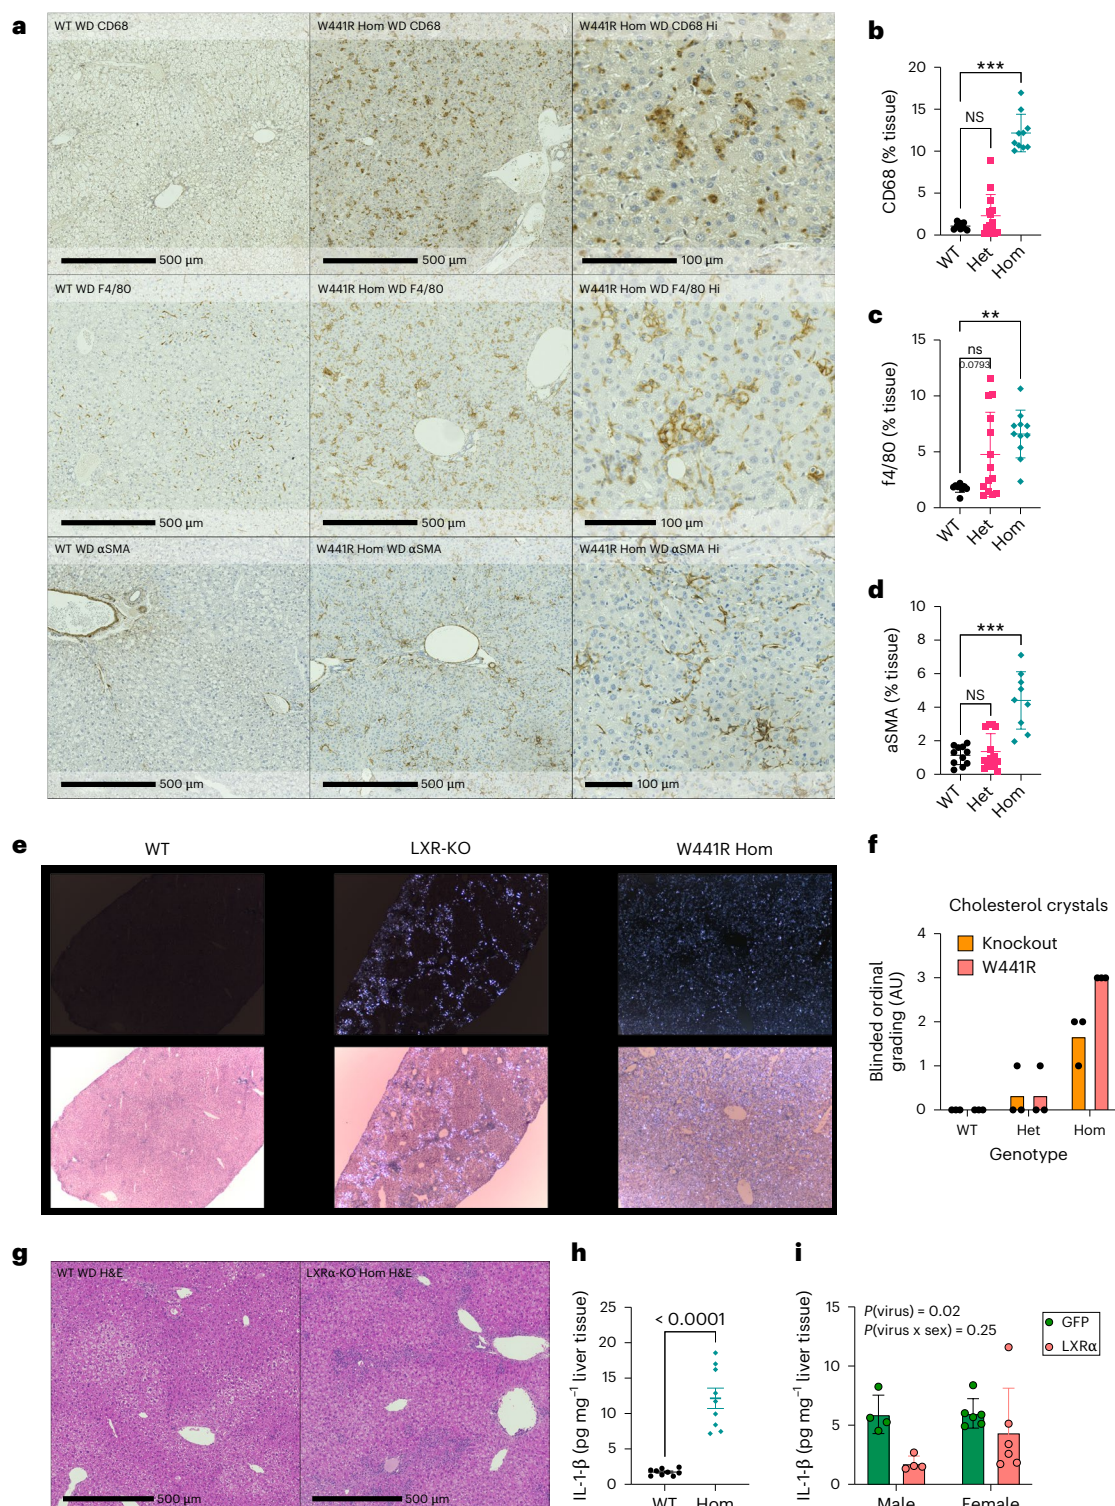 a
WT WD CD68
W441R Hom WD CD68
W441R Hom WD CD68 Hi
500 µm
500 µm
100 µm
WT WD F4/80
W441R Hom WD F4/80
W441R Hom WD F4/80 Hi
500 µm
500 µm
100 µm
WT WD αSMA
W441R Hom WD αSMA
W441R Hom WD αSMA Hi
500 µm
500 µm
100 µm
b
CD68 (% tissue)
20
15
10
5
0
***
NS
WT
Het
Hom
c
f4/80 (% tissue)
15
10
5
0
**
ns
0.0793
WT
Het
Hom
d
aSMA (% tissue)
10
8
6
4
2
0
***
NS
WT
Het
Hom
e
WT
LXR-KO
W441R Hom
f
Cholesterol crystals
Knockout
W441R
Blinded ordinal
grading (AU)
4
3
2
1
0
WT
Het
Hom
Genotype
g
WT WD H&E
LXRα-KO Hom H&E
500 µm
500 µm
h
IL-1-β (pg mg⁻¹ liver tissue)
25
20
15
10
5
0
< 0.0001
WT
Hom
i
IL-1-β (pg mg⁻¹ liver tissue)
15
10
5
0
P(virus) = 0.02
P(virus x sex) = 0.25
GFP
LXRα
Male
Female